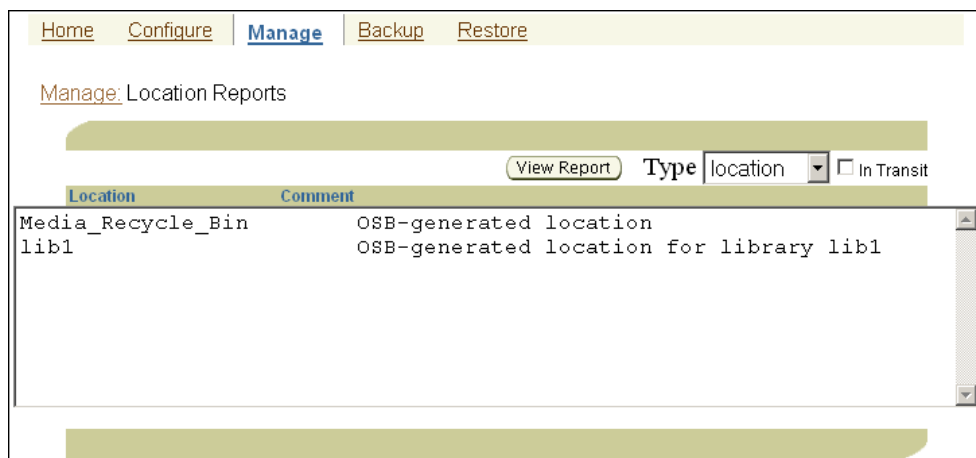 Home Configure Manage Backup Restore
Manage: Location Reports
View Report Type location In Transit
Location Comment
Media_Recycle_Bin OSB-generated location
lib1 OSB-generated location for library lib1